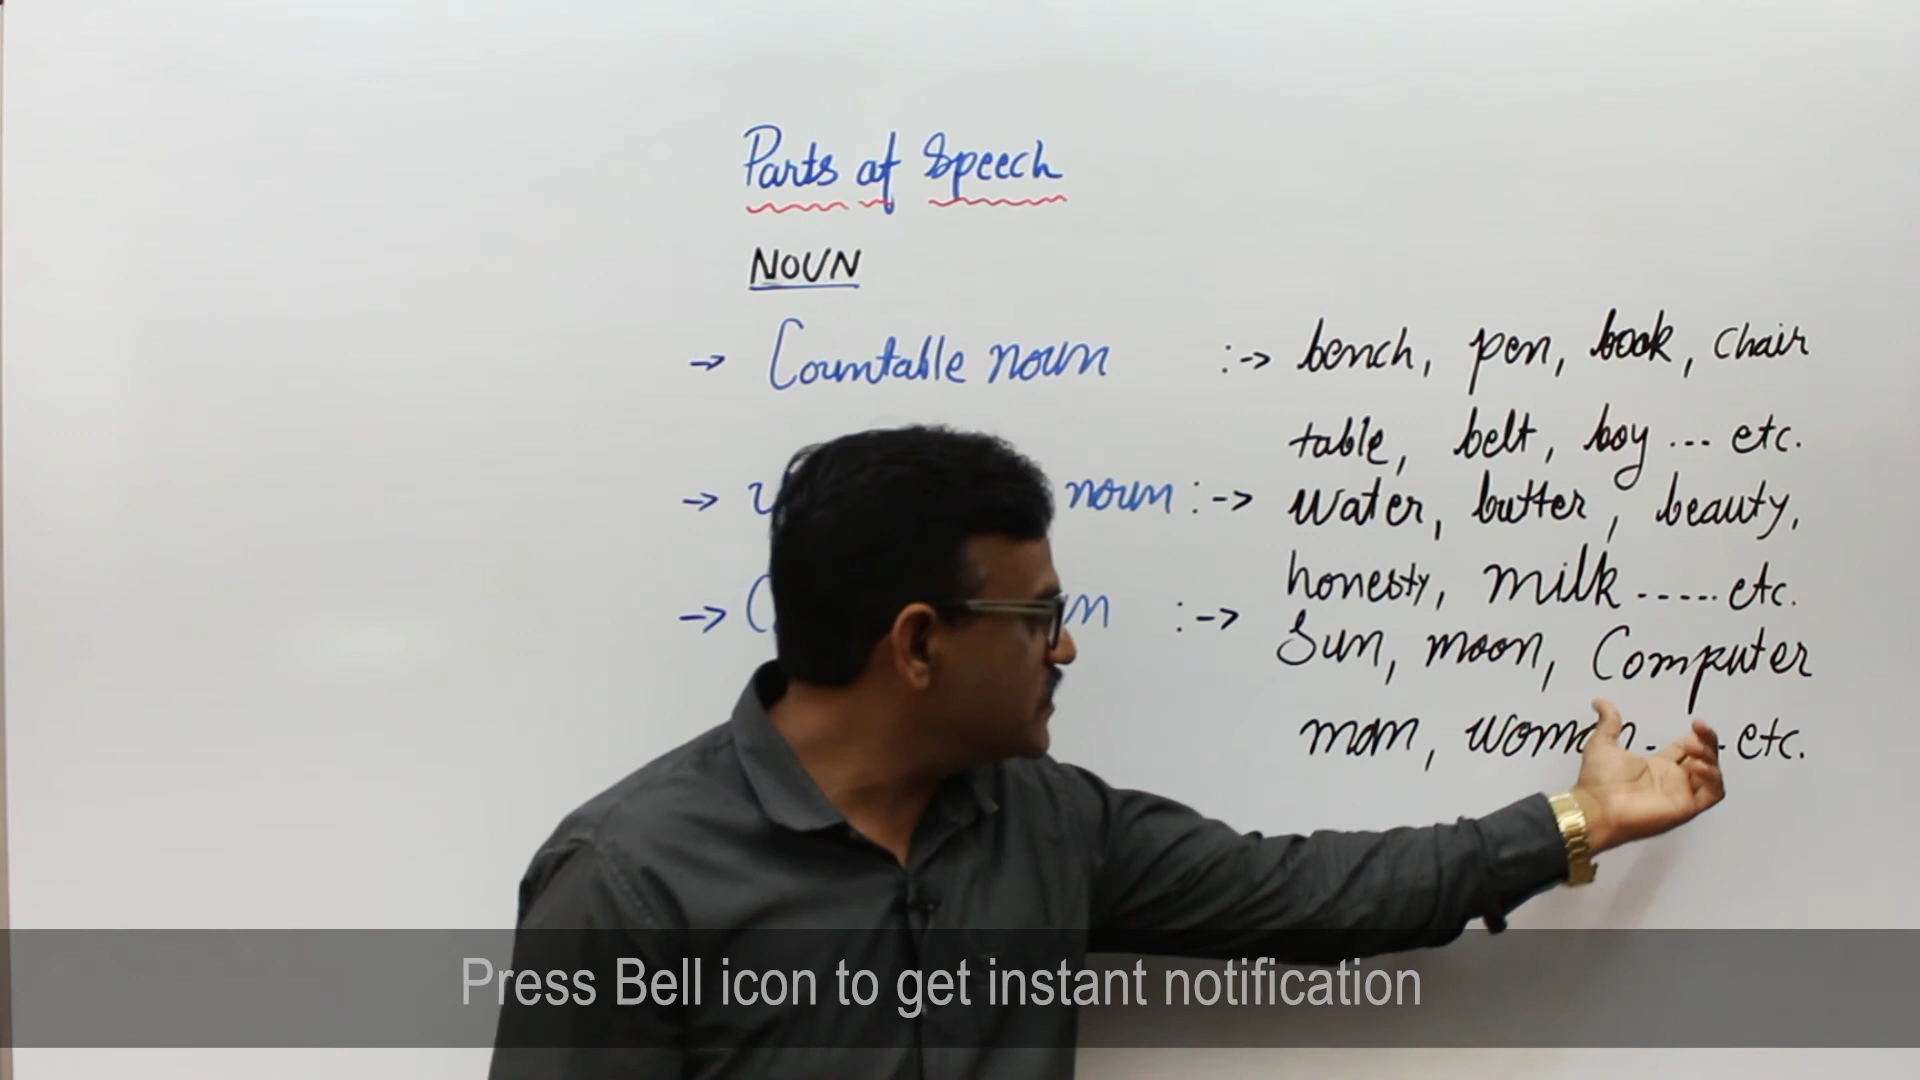 Parts of Speech
NOUN
→ Countable noun :→ bench, pen, book, chair
table, belt, boy ... etc.
→ noun :→ water, butter, beauty,
honesty, milk ..... etc.
→ :→ Sun, moon, Computer
man, woman.... etc.
Press Bell icon to get instant notification